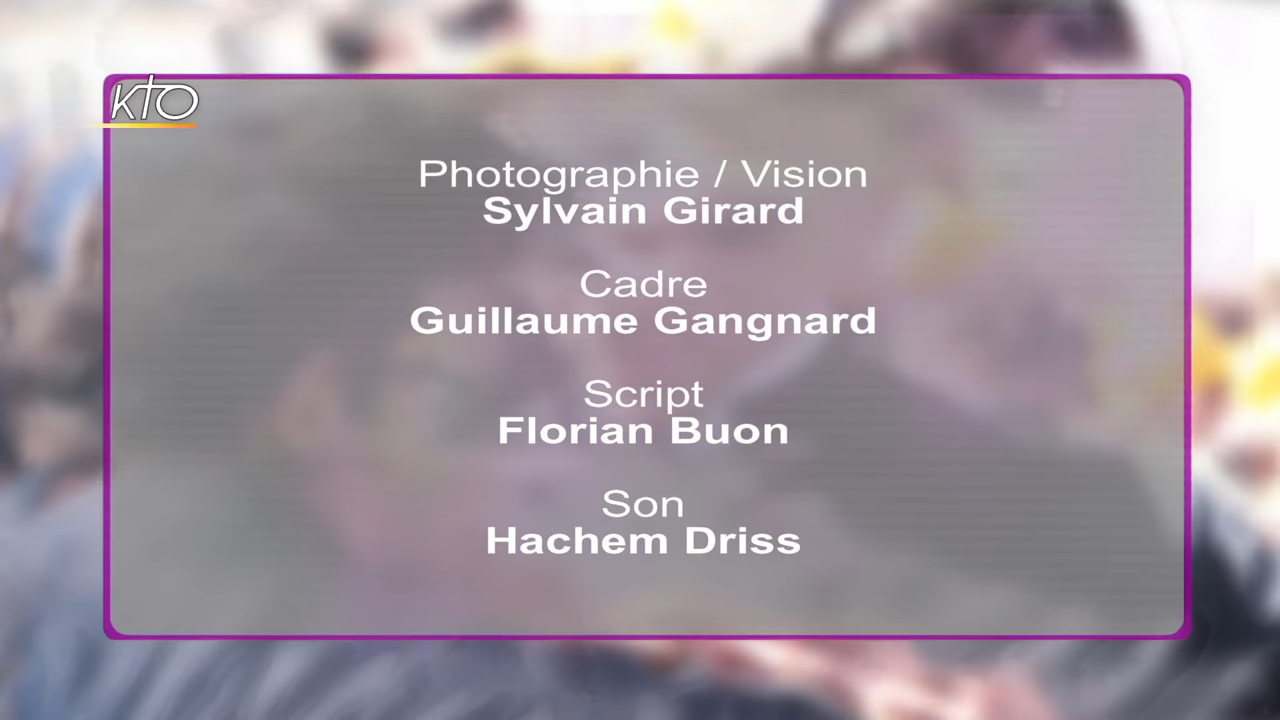 KTO
Photographie / Vision
Sylvain Girard
Cadre
Guillaume Gangnard
Script
Florian Buon
Son
Hachem Driss